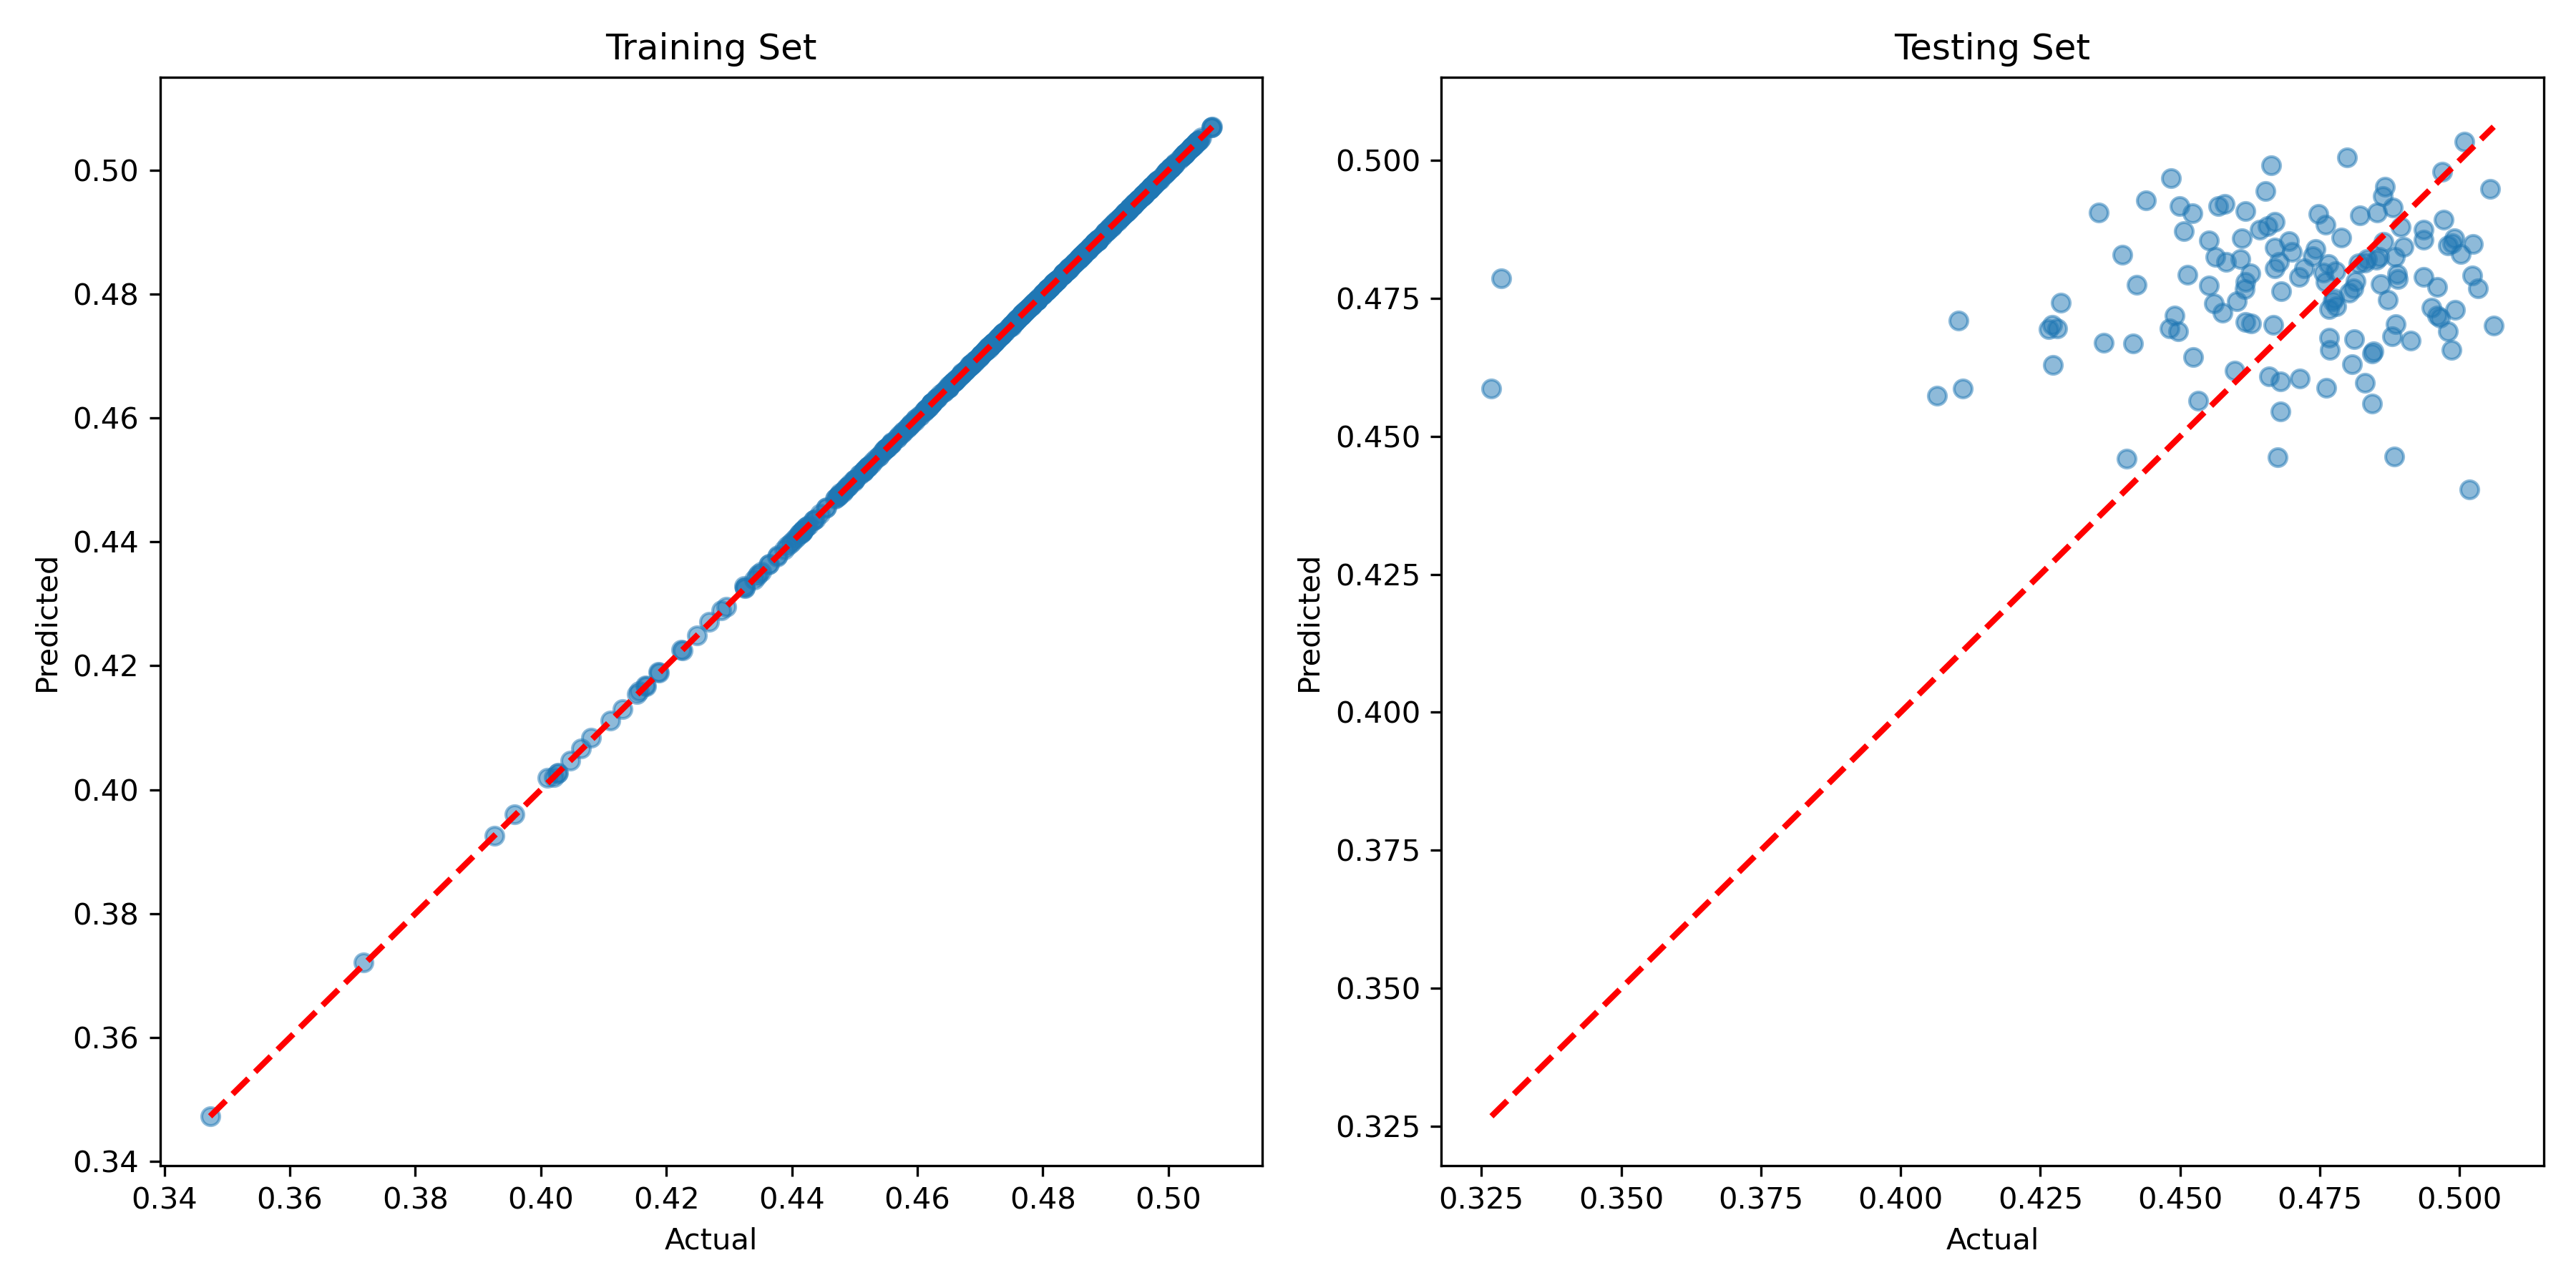 Training Set
0.50
0.48
0.46
0.44
0.42
0.40
0.38
0.36
0.34
Predicted
0.34 0.36 0.38 0.40 0.42 0.44 0.46 0.48 0.50
Actual
Testing Set
0.500
0.475
0.450
0.425
0.400
0.375
0.350
0.325
Predicted
0.325 0.350 0.375 0.400 0.425 0.450 0.475 0.500
Actual